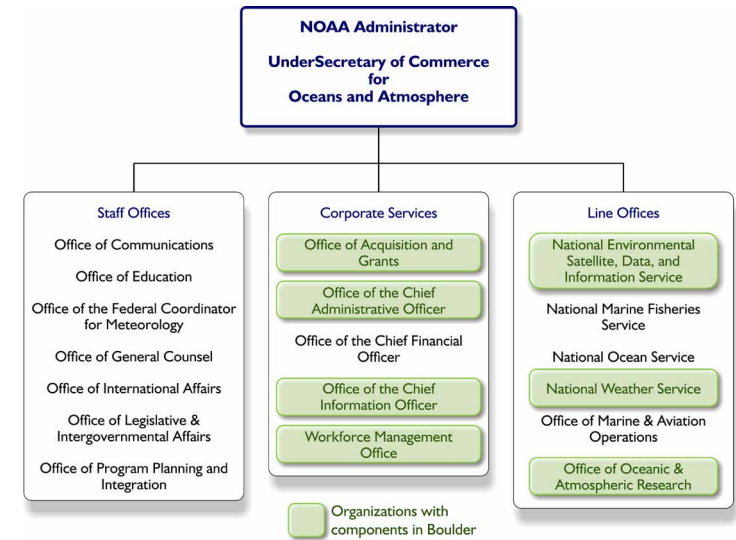 NOAA Administrator
UnderSecretary of Commerce
for
Oceans and Atmosphere
Staff Offices
Office of Communications
Office of Education
Office of the Federal Coordinator
for Meteorology
Office of General Counsel
Office of International Affairs
Office of Legislative &
Intergovernmental Affairs
Office of Program Planning and
Integration
Corporate Services
Office of Acquisition and
Grants
Office of the Chief
Administrative Officer
Office of the Chief Financial
Officer
Office of the Chief
Information Officer
Workforce Management
Office
Line Offices
National Environmental
Satellite, Data, and
Information Service
National Marine Fisheries
Service
National Ocean Service
National Weather Service
Office of Marine & Aviation
Operations
Office of Oceanic &
Atmospheric Research
Organizations with
components in Boulder